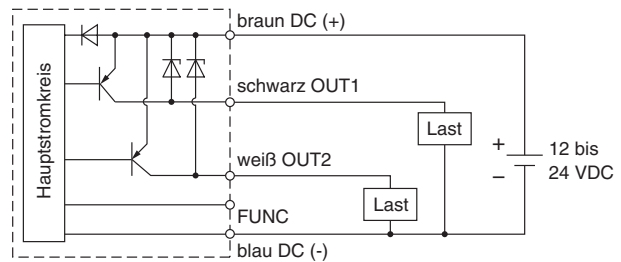 braun DC (+)
Hauptstromkreis
schwarz OUT1
Last
+
–
12 bis
24 VDC
weiß OUT2
Last
FUNC
blau DC (-)